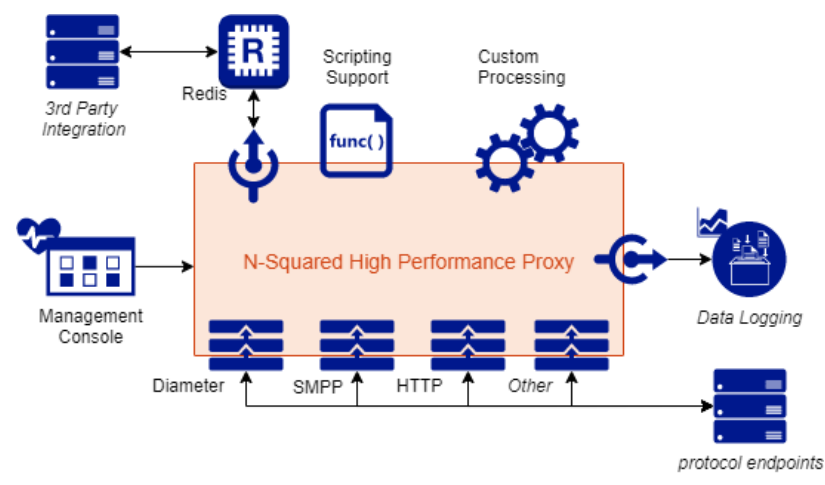 R
Scripting
Support
Custom
Processing
Redis
3rd Party
Integration
func( )
N-Squared High Performance Proxy
Management
Console
Data Logging
Diameter
SMPP
HTTP
Other
protocol endpoints